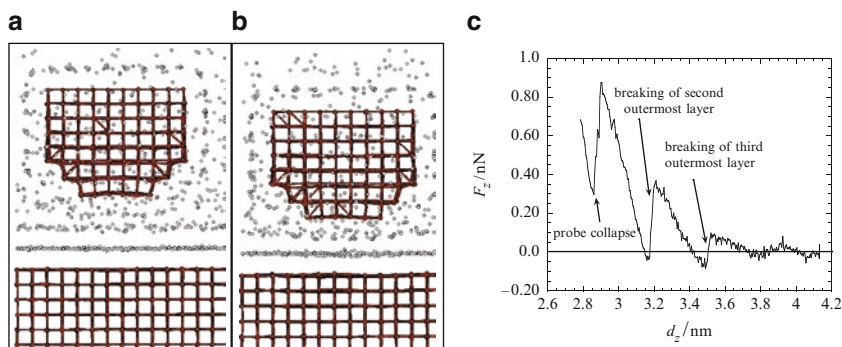 a
b
c
1.0
0.80
0.60
0.40
0.20
0.0
−0.20
2.6
2.8
3
3.2
3.4
3.6
3.8
4
4.2
F_z/nN
d_z/nm
breaking of second
outermost layer
breaking of third
outermost layer
probe collapse